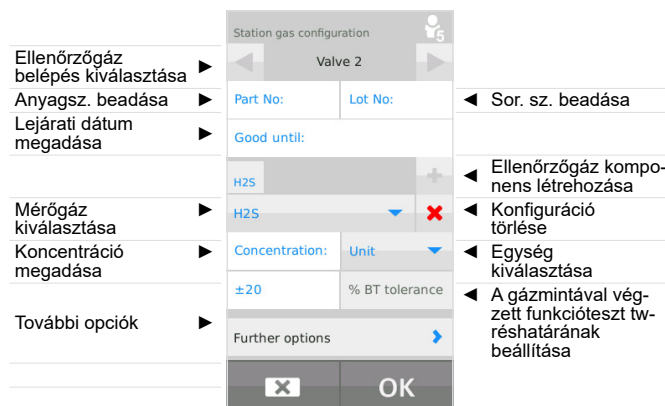 Station gas configuration
5
Valve 2
Ellenőrzőgáz
belépés kiválasztása
Anyagsz. beadása
Part No:
Lot No:
Sor. sz. beadása
Lejárati dátum
megadása
Good until:
H2S
Ellenőrzőgáz kompo-
nens létrehozása
Mérőgáz
kiválasztása
H2S
Konfiguráció
törlése
Koncentráció
megadása
Concentration:
Unit
Egység
kiválasztása
±20
% BT tolerance
A gázmintával vég-
zett funkcióteszt tw-
réshatárának
beállítása
További opciók
Further options
OK